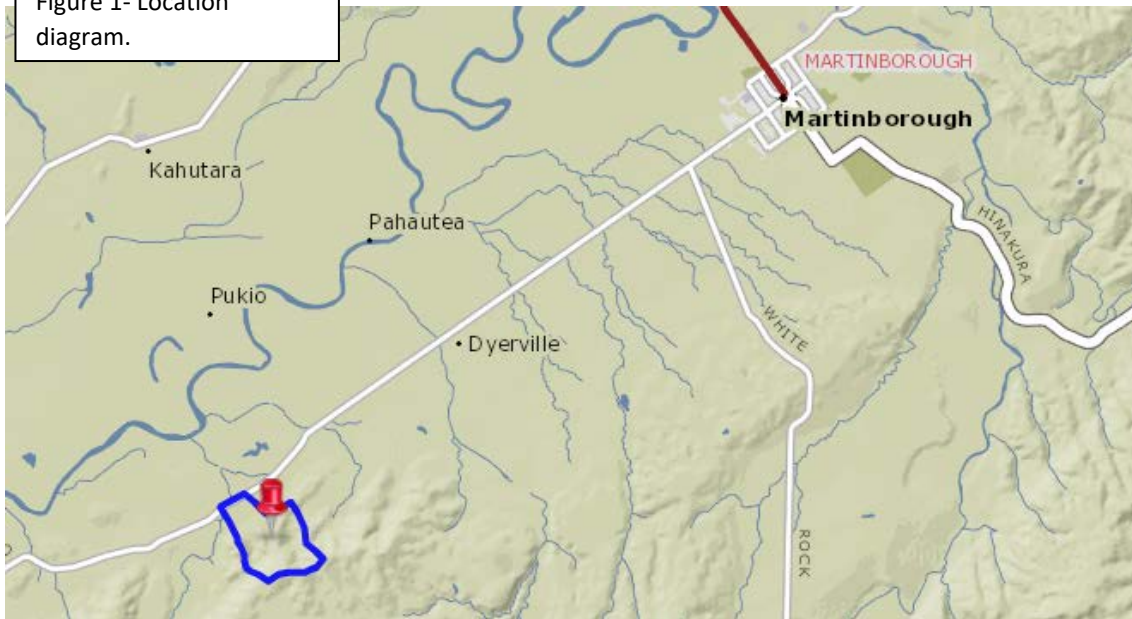 Figure 1- Location
diagram.
MARTINBOROUGH
Martinborough
Kahutara
HINAKURA
Pahautea
Pukio
WHITE
Dyerville
ROCK